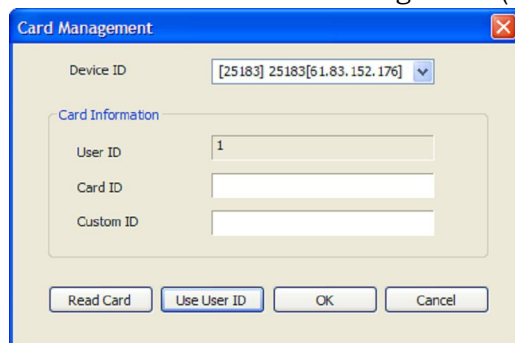 Card Management
Device ID [25183] 25183[61.83.152.176]
Card Information
User ID 1
Card ID
Custom ID
Read Card Use User ID OK Cancel